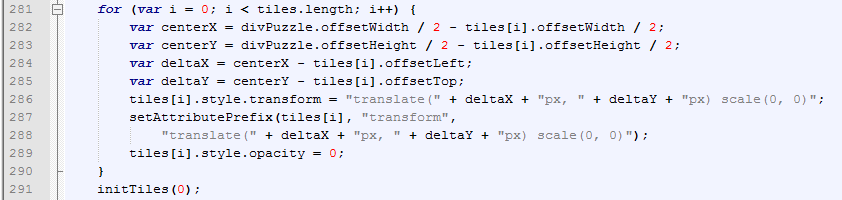 281 for (var i = 0; i < tiles.length; i++) {
282 var centerX = divPuzzle.offsetWidth / 2 - tiles[i].offsetWidth / 2;
283 var centerY = divPuzzle.offsetHeight / 2 - tiles[i].offsetHeight / 2;
284 var deltaX = centerX - tiles[i].offsetLeft;
285 var deltaY = centerY - tiles[i].offsetTop;
286 tiles[i].style.transform = "translate(" + deltaX + "px, " + deltaY + "px) scale(0, 0)";
287 setAttributePrefix(tiles[i], "transform",
288 "translate(" + deltaX + "px, " + deltaY + "px) scale(0, 0)");
289 tiles[i].style.opacity = 0;
290 }
291 initTiles(0);